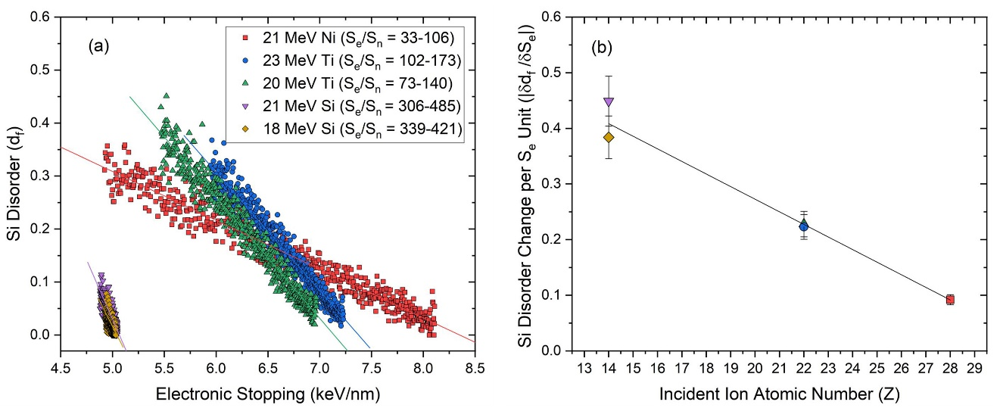 (a)
21 MeV Ni (Se/Sn = 33-106)
23 MeV Ti (Se/Sn = 102-173)
20 MeV Ti (Se/Sn = 73-140)
21 MeV Si (Se/Sn = 306-485)
18 MeV Si (Se/Sn = 339-421)
Si Disorder (df)
0.6
0.5
0.4
0.3
0.2
0.1
0.0
4.5 5.0 5.5 6.0 6.5 7.0 7.5 8.0 8.5
Electronic Stopping (keV/nm)
(b)
Si Disorder Change per Se Unit (|δdf /δSe|)
0.6
0.5
0.4
0.3
0.2
0.1
0.0
13 14 15 16 17 18 19 20 21 22 23 24 25 26 27 28 29
Incident Ion Atomic Number (Z)